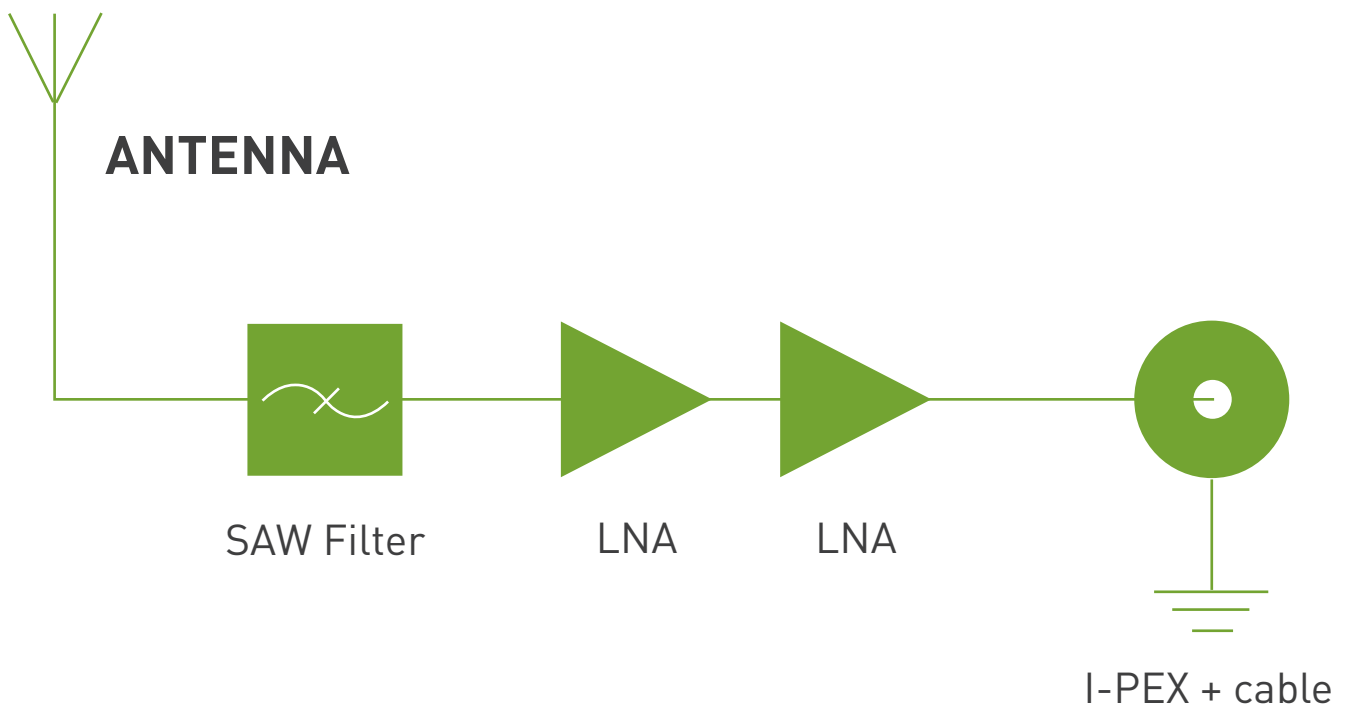 ANTENNA
SAW Filter
LNA
LNA
I-PEX + cable